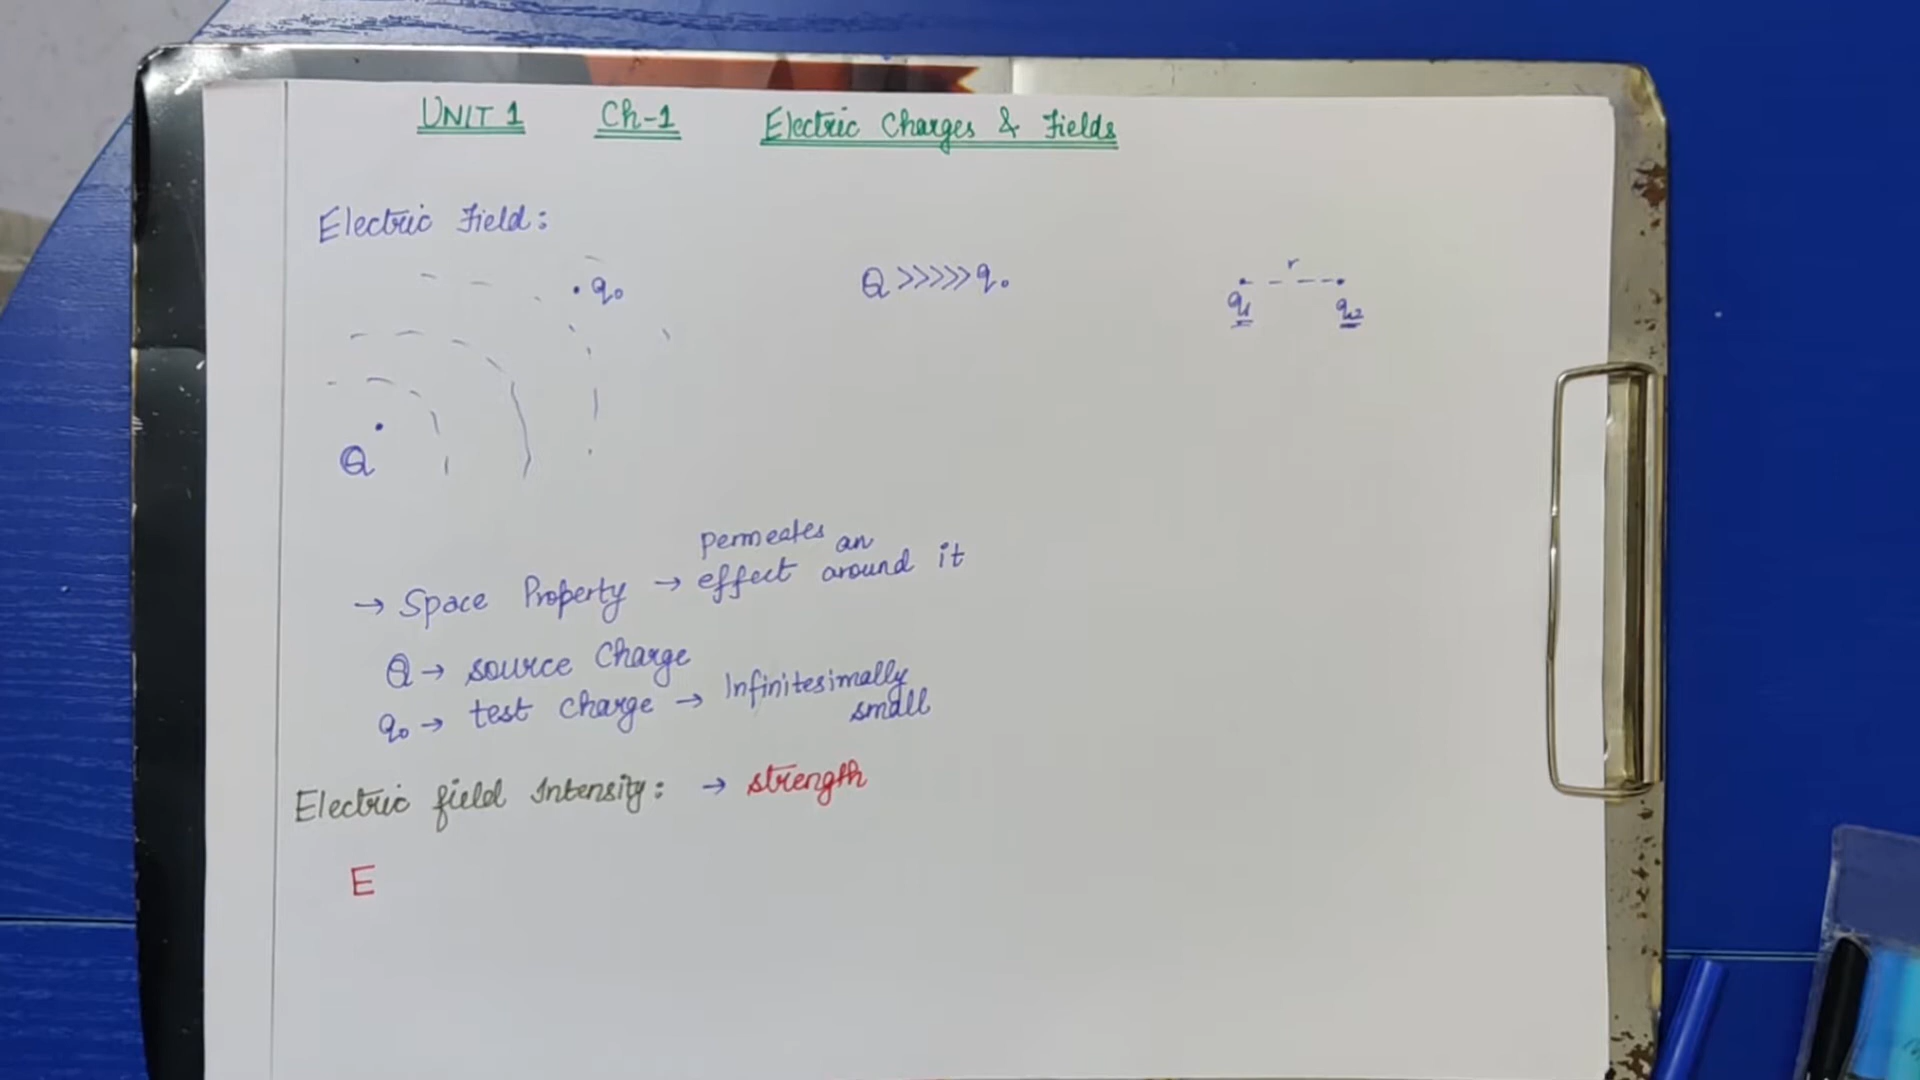 UNIT 1 Ch-1 Electric Charges & Fields
Electric Field:
q₀
Q >>>>> q₀
r
q₁ q₂
Q
permeates an
→ Space Property → effect around it
Q → source Charge
q₀ → test charge → Infinitesimally
small
Electric field Intensity: → strength
E